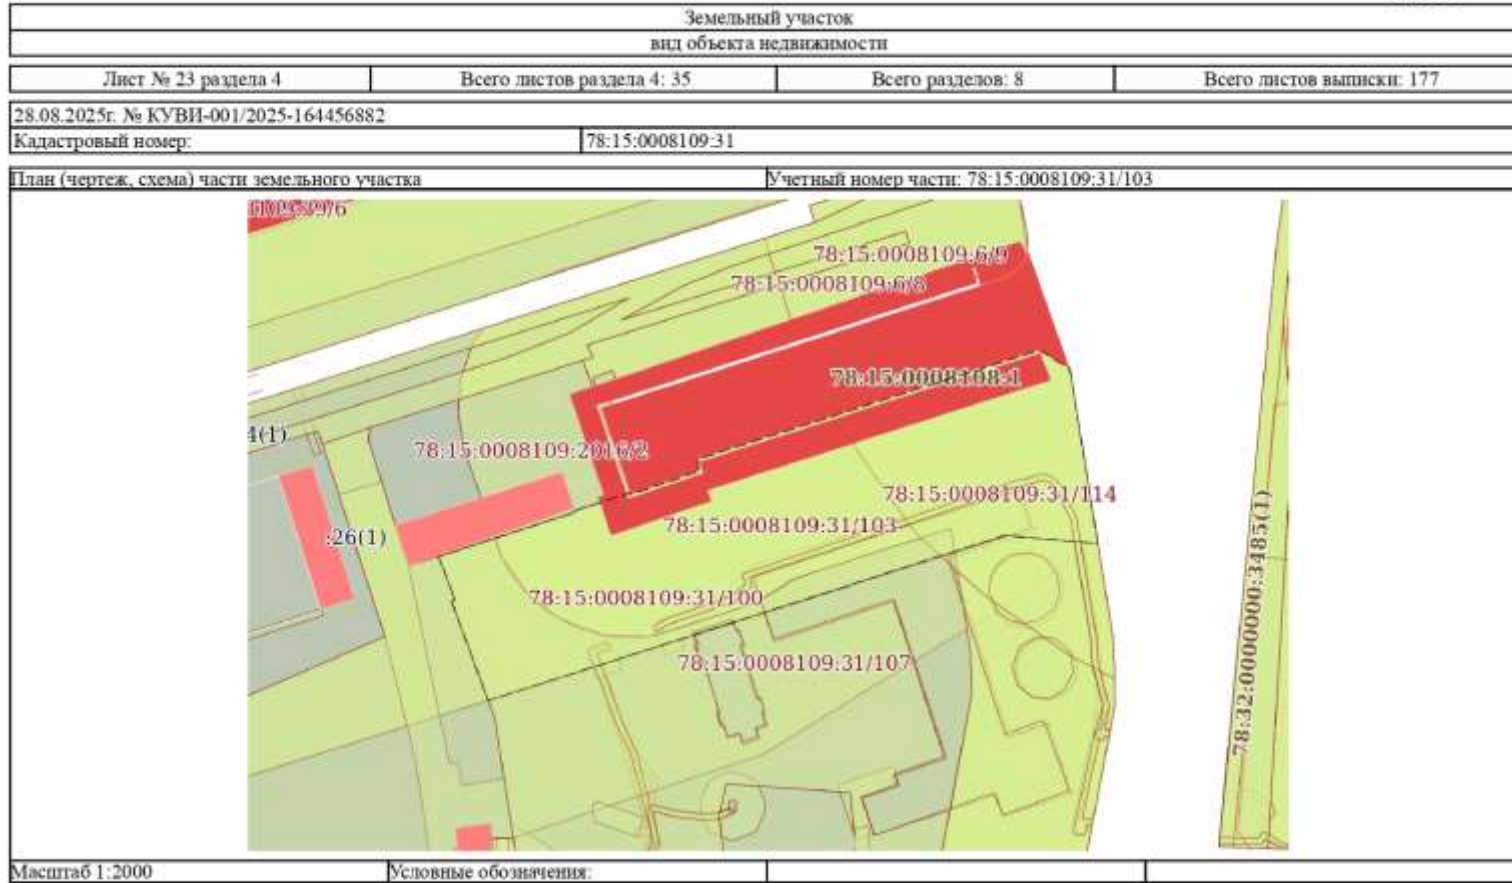 Земельный участок
вид объекта недвижимости
Лист № 23 раздела 4 Всего листов раздела 4: 35 Всего разделов: 8 Всего листов выписки: 177
28.08.2025г. № КУВИ-001/2025-164456882
Кадастровый номер: 78:15:0008109:31
План (чертеж, схема) части земельного участка Учетный номер части: 78:15:0008109:31/103
78:15:0008109:6/9
78:15:0008109:6/8
78:15:0008108:1
4(1)
78:15:0008109:2016/2
78:15:0008109:31/114
78:15:0008109:31/103
:26(1)
78:15:0008109:31/100
78:15:0008109:31/107
78:32:0000000:3485(1)
Масштаб 1:2000 Условные обозначения: